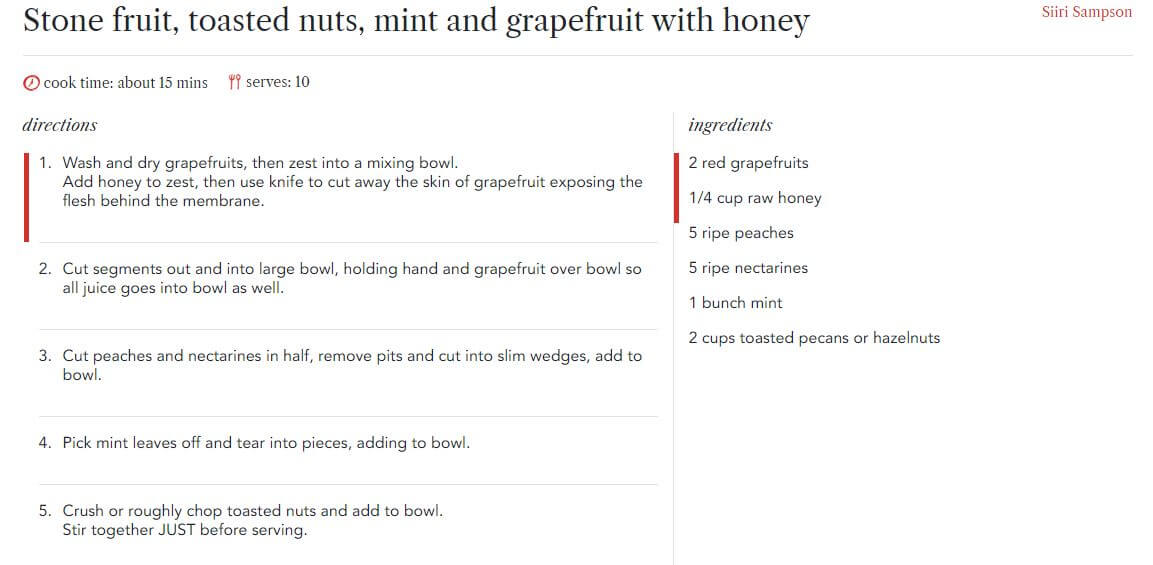 Stone fruit, toasted nuts, mint and grapefruit with honey
Siiri Sampson
cook time: about 15 mins
serves: 10
directions
1. Wash and dry grapefruits, then zest into a mixing bowl.
Add honey to zest, then use knife to cut away the skin of grapefruit exposing the
flesh behind the membrane.
2. Cut segments out and into large bowl, holding hand and grapefruit over bowl so
all juice goes into bowl as well.
3. Cut peaches and nectarines in half, remove pits and cut into slim wedges, add to
bowl.
4. Pick mint leaves off and tear into pieces, adding to bowl.
5. Crush or roughly chop toasted nuts and add to bowl.
Stir together JUST before serving.
ingredients
2 red grapefruits
1/4 cup raw honey
5 ripe peaches
5 ripe nectarines
1 bunch mint
2 cups toasted pecans or hazelnuts